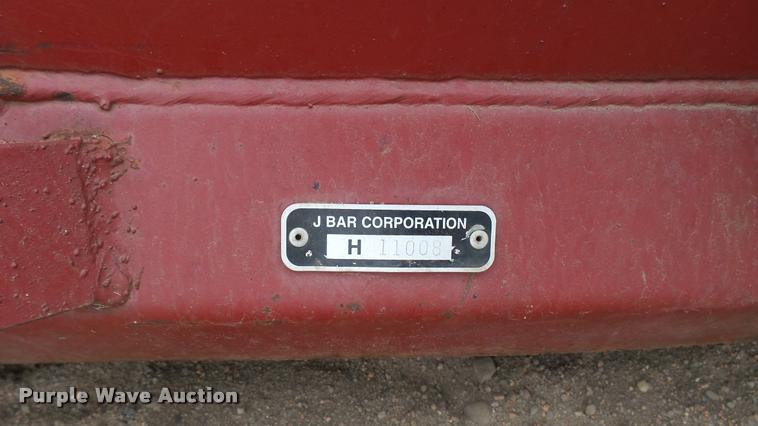 J BAR CORPORATION
H 11008
Purple Wave Auction